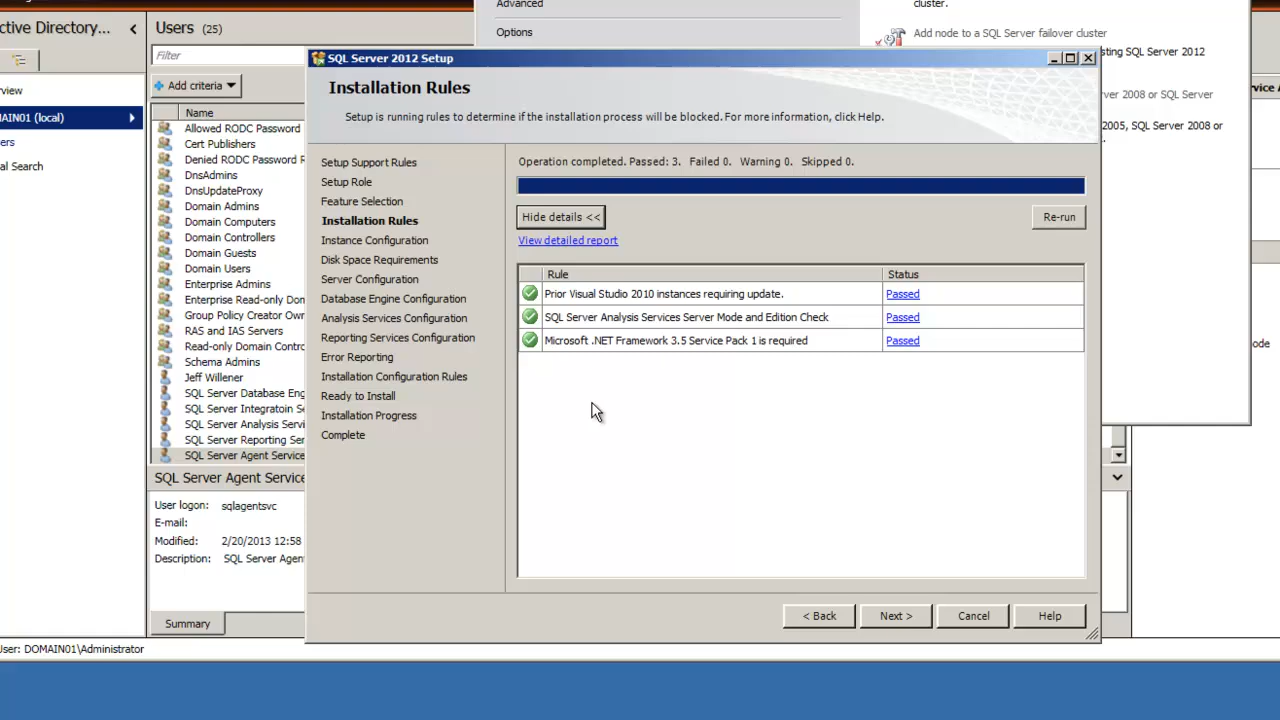 Advanced
Options
cluster.
Add node to a SQL Server failover cluster
sting SQL Server 2012
ver 2008 or SQL Server
2005, SQL Server 2008 or
vice A
ode
ctive Directory...
rview
AIN01 (local)
ers
al Search
Users (25)
Filter
Add criteria
Name
Allowed RODC Password
Cert Publishers
Denied RODC Password R
DnsAdmins
DnsUpdateProxy
Domain Admins
Domain Computers
Domain Controllers
Domain Guests
Domain Users
Enterprise Admins
Enterprise Read-only Don
Group Policy Creator Own
RAS and IAS Servers
Read-only Domain Contro
Schema Admins
Jeff Willener
SQL Server Database Eng
SQL Server Integratoin Se
SQL Server Analysis Servi
SQL Server Reporting Ser
SQL Server Agent Service
SQL Server Agent Service
User logon: sqlagentsvc
E-mail:
Modified: 2/20/2013 12:58
Description: SQL Server Agen
Summary
User: DOMAIN01\Administrator
SQL Server 2012 Setup
Installation Rules
Setup is running rules to determine if the installation process will be blocked. For more information, click Help.
Setup Support Rules
Setup Role
Feature Selection
Installation Rules
Instance Configuration
Disk Space Requirements
Server Configuration
Database Engine Configuration
Analysis Services Configuration
Reporting Services Configuration
Error Reporting
Installation Configuration Rules
Ready to Install
Installation Progress
Complete
Operation completed. Passed: 3. Failed 0. Warning 0. Skipped 0.
Hide details <<
Re-run
View detailed report
Rule Status
Prior Visual Studio 2010 instances requiring update. Passed
SQL Server Analysis Services Server Mode and Edition Check Passed
Microsoft .NET Framework 3.5 Service Pack 1 is required Passed
< Back
Next >
Cancel
Help